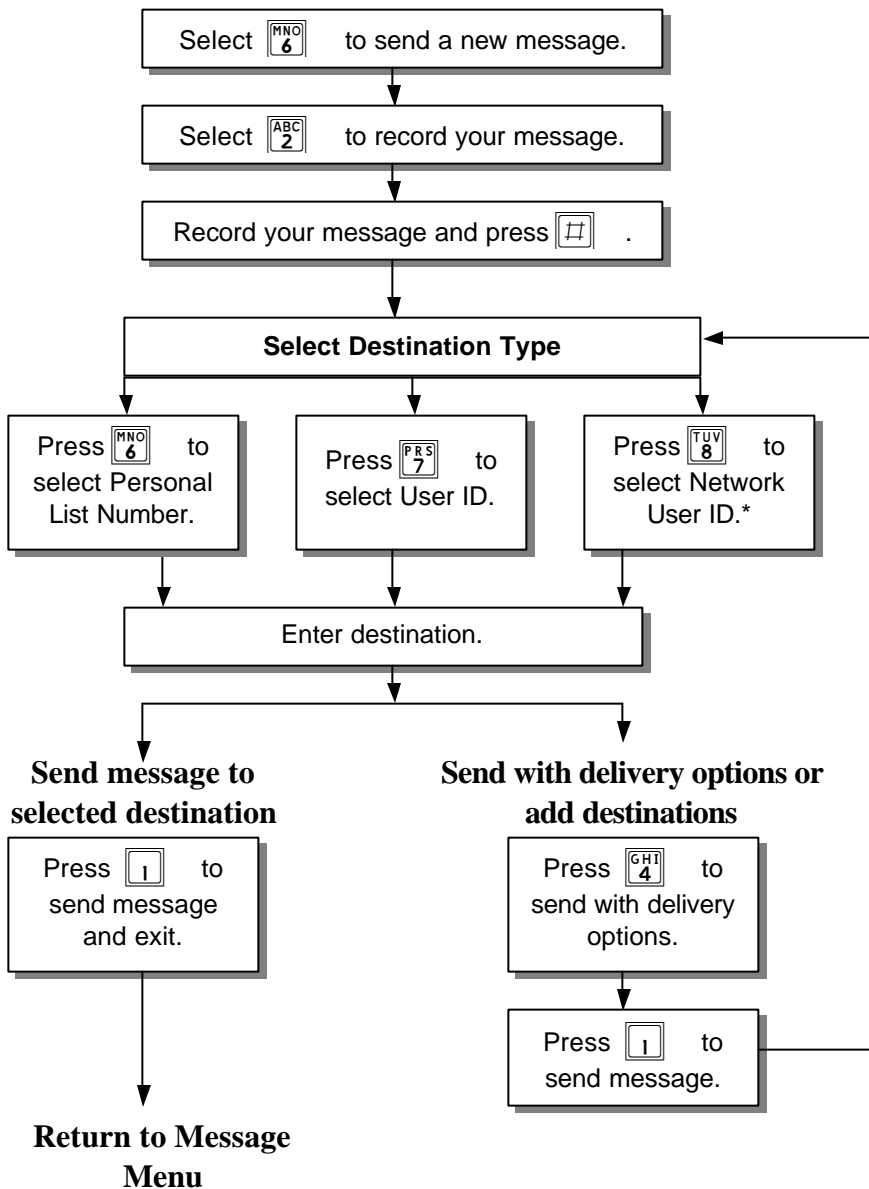 Select MNO 6 to send a new message.
Select ABC 2 to record your message.
Record your message and press # .
Select Destination Type
Press MNO 6 to
select Personal
List Number.
Press PRS 7 to
select User ID.
Press TUV 8 to
select Network
User ID.*
Enter destination.
Send message to
selected destination
Press 1 to
send message
and exit.
Return to Message
Menu
Send with delivery options or
add destinations
Press GHI 4 to
send with delivery
options.
Press 1 to
send message.